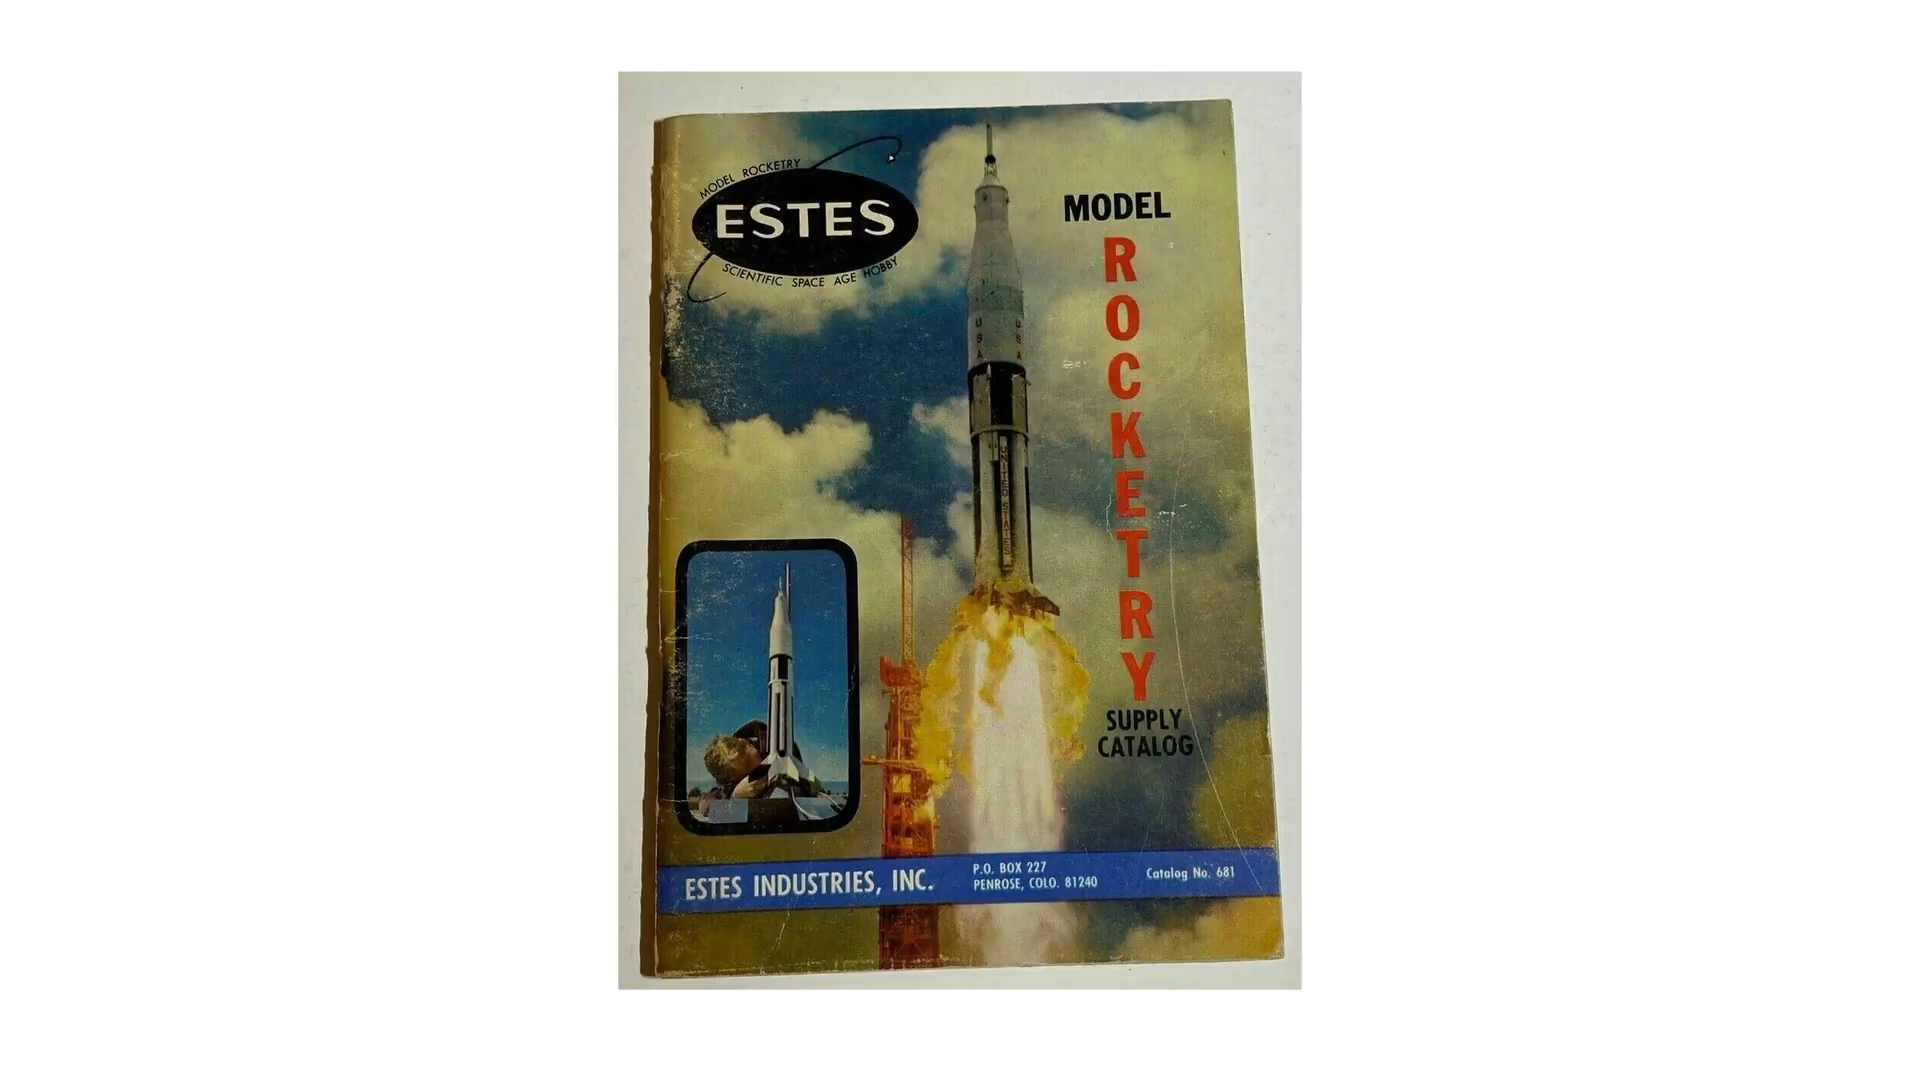 MODEL ROCKETRY
ESTES
SCIENTIFIC SPACE AGE HOBBY
MODEL
ROCKETRY
SUPPLY
CATALOG
USA
USA
UNITED STATES
ESTES INDUSTRIES, INC.
P.O. BOX 227
PENROSE, COLO. 81240
Catalog No. 681